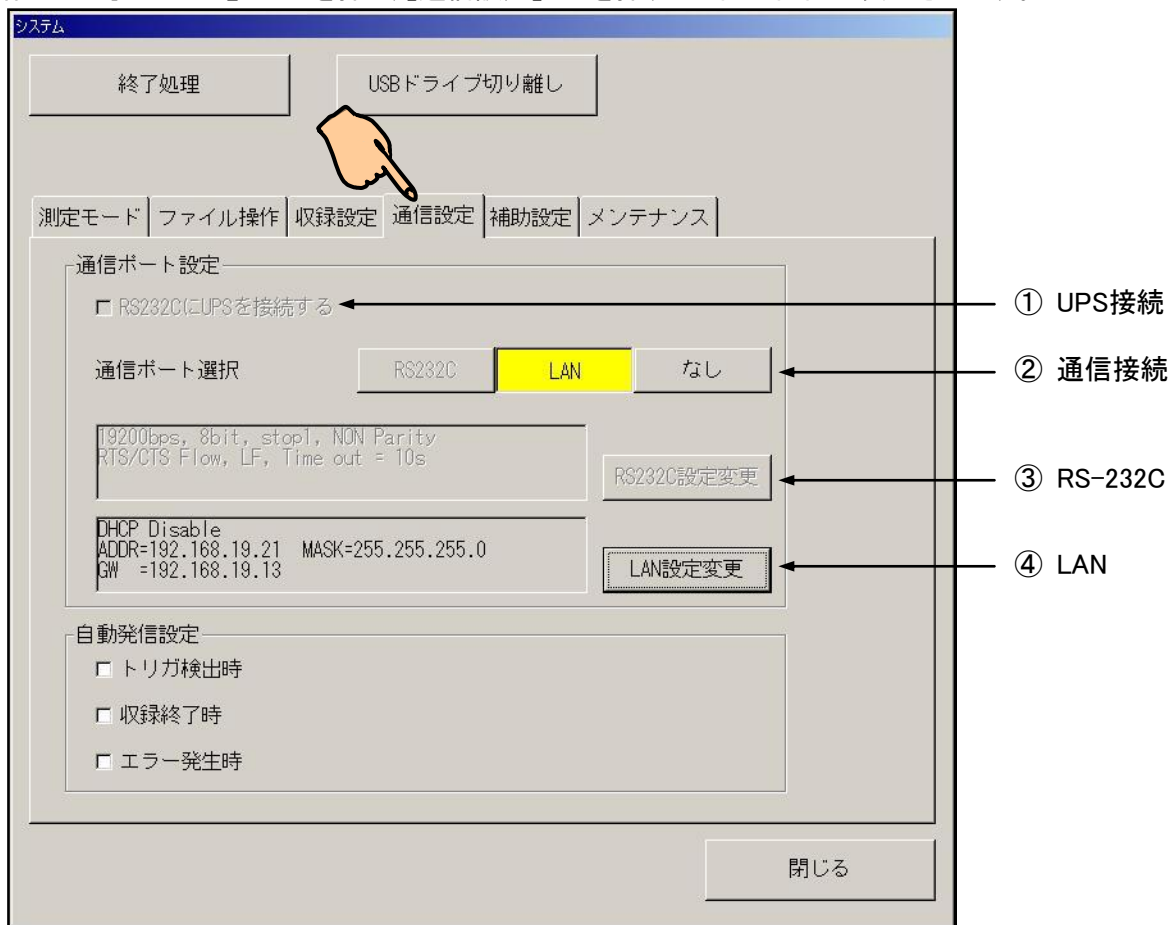 システム
終了処理
USBドライブ切り離し
測定モード ファイル操作 収録設定 通信設定 補助設定 メンテナンス
通信ポート設定
RS232CにUPSを接続する
① UPS接続
通信ポート選択 RS232C LAN なし
② 通信接続
19200bps, 8bit, stop1, NON Parity
RTS/CTS Flow, LF, Time out = 10s
RS232C設定変更
③ RS-232C
DHCP Disable
ADDR=192.168.19.21 MASK=255.255.255.0
GW =192.168.19.13
LAN設定変更
④ LAN
自動発信設定
トリガ検出時
収録終了時
エラー発生時
閉じる